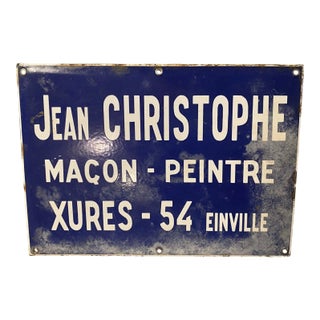 JEAN CHRISTOPHE
MAÇON - PEINTRE
XURES - 54 EINVILLE